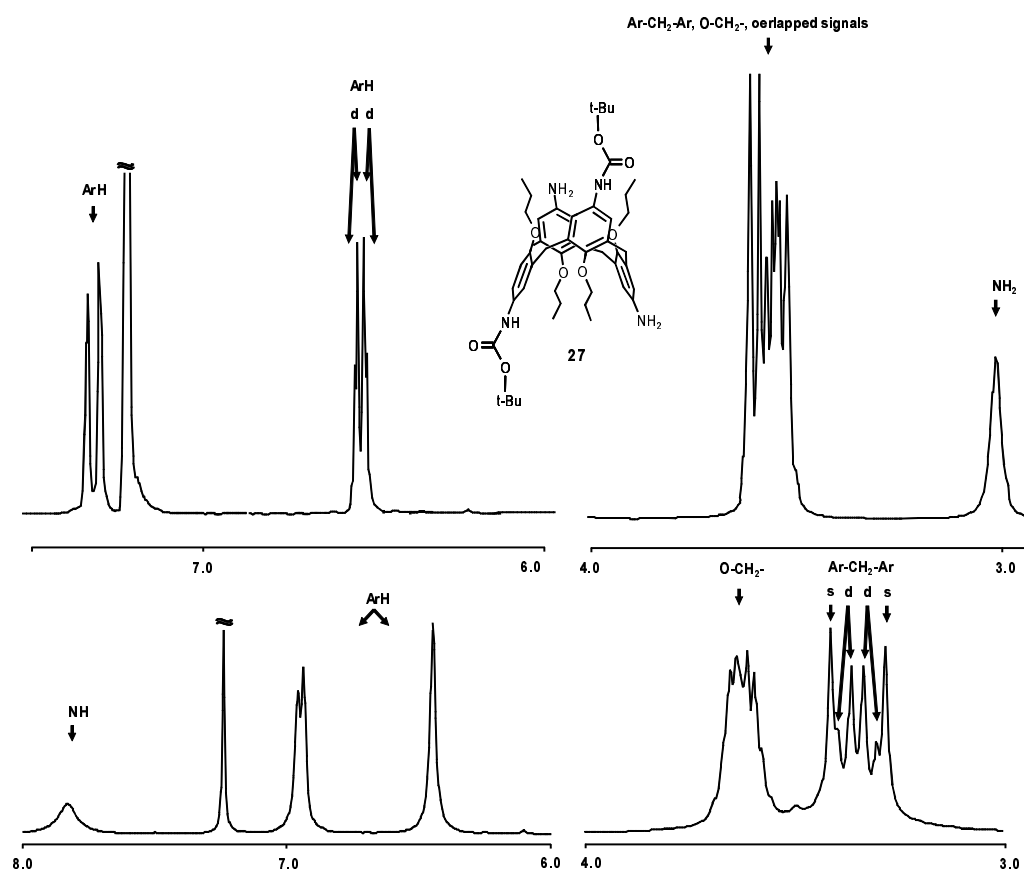 Ar-CH₂-Ar, O-CH₂-, oerlapped signals
ArH
d d
ArH
≈
t-Bu
O
O
NH
NH₂
O
O
O
O
NH₂
NH
O
O
t-Bu
27
NH₂
7.0
6.0
4.0
3.0
O-CH₂-
Ar-CH₂-Ar
s d d s
ArH
≈
NH
8.0
7.0
6.0
4.0
3.0